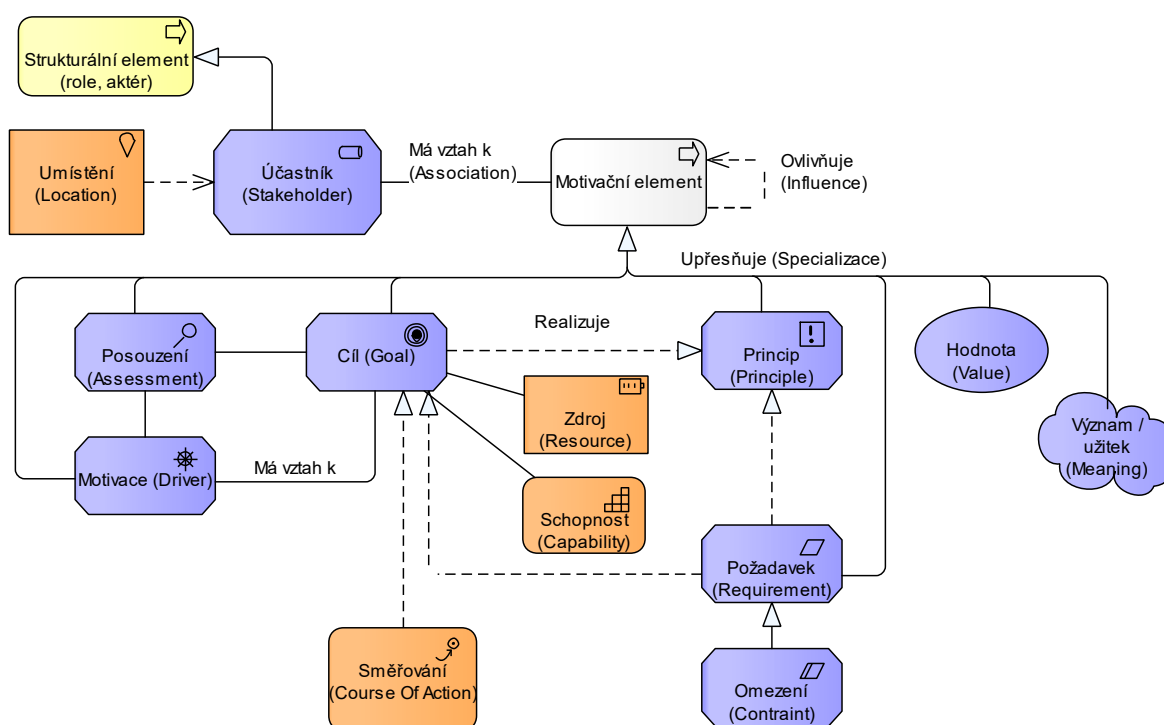 Strukturální element
(role, aktér)
Umístění
(Location)
Účastník
(Stakeholder)
Má vztah k
(Association)
Motivační element
Ovlivňuje
(Influence)
Upřesňuje (Specializace)
Posouzení
(Assessment)
Cíl (Goal)
Realizuje
Princip
(Principle)
Hodnota
(Value)
Zdroj
(Resource)
Význam /
užitek
(Meaning)
Motivace (Driver)
Má vztah k
Schopnost
(Capability)
Požadavek
(Requirement)
Směřování
(Course Of Action)
Omezení
(Contraint)